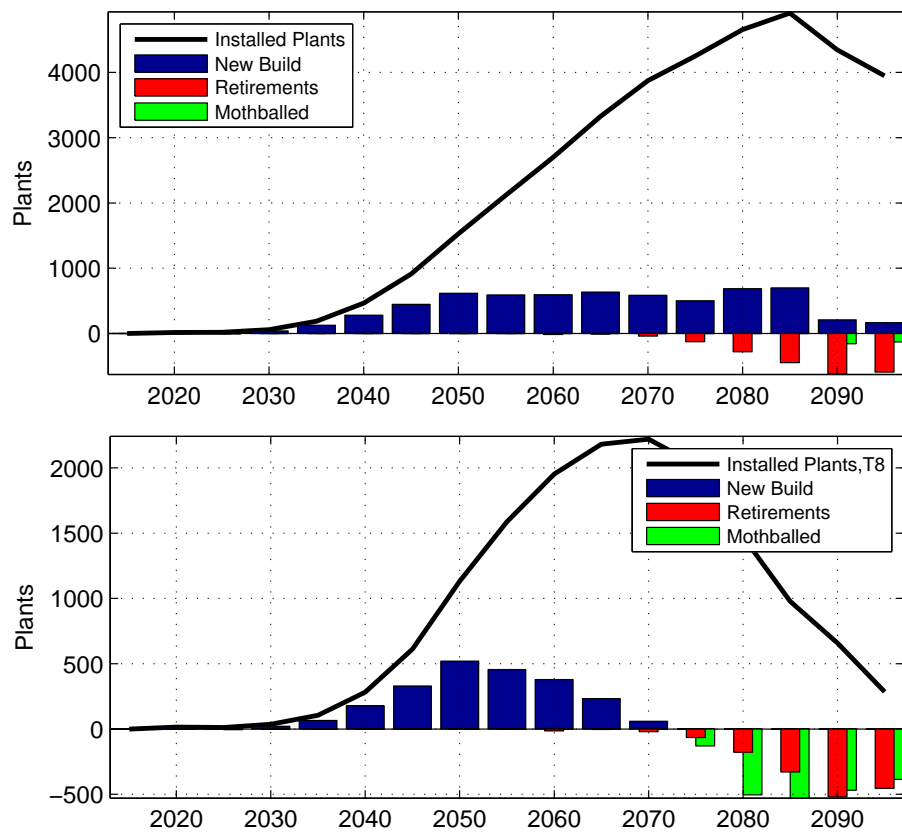 Installed Plants
New Build
Retirements
Mothballed
4000
3000
2000
1000
0
Plants
2020 2030 2040 2050 2060 2070 2080 2090
Installed Plants,T8
New Build
Retirements
Mothballed
2000
1500
1000
500
0
−500
Plants
2020 2030 2040 2050 2060 2070 2080 2090